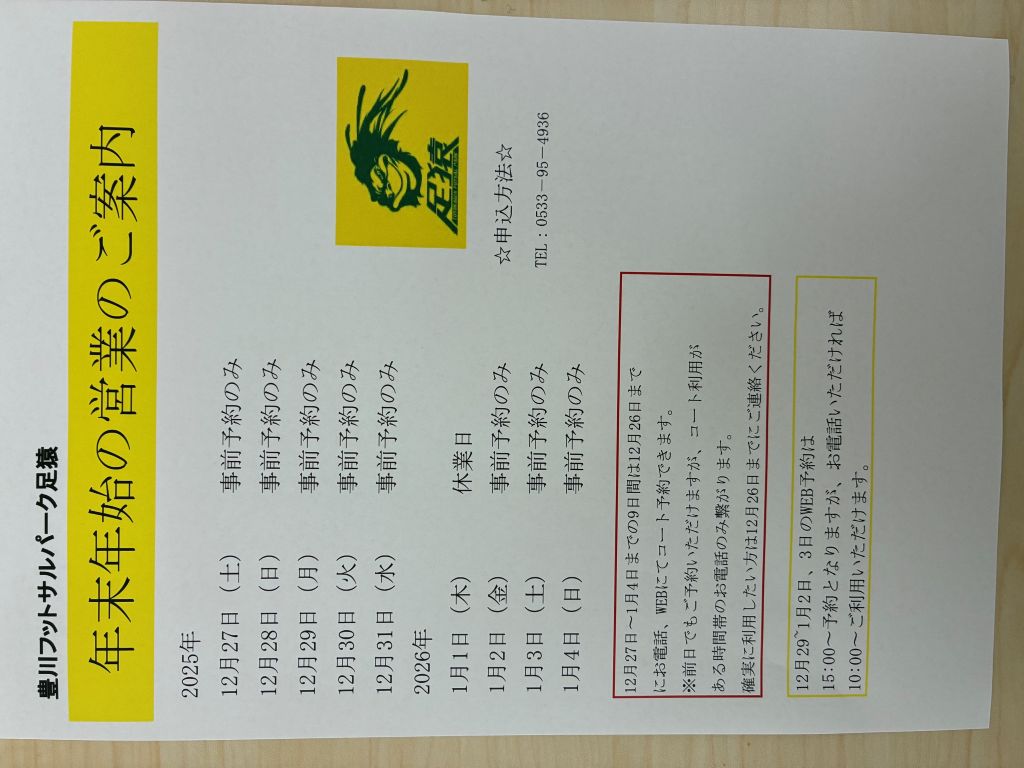 豊川フットサルパーク足猿
年末年始の営業のご案内
2025年
12月27日（土） 事前予約のみ
12月28日（日） 事前予約のみ
12月29日（月） 事前予約のみ
12月30日（火） 事前予約のみ
12月31日（水） 事前予約のみ
2026年
1月1日（木） 休業日
1月2日（金） 事前予約のみ
1月3日（土） 事前予約のみ
1月4日（日） 事前予約のみ
足猿
☆申込方法☆
TEL：0533－95－4936
12月27日～1月4日までの9日間は12月26日まで
にお電話、WEBにてコート予約できます。
※前日でもご予約いただけますが、コート利用が
ある時間帯のお電話のみ繋がります。
確実に利用したい方は12月26日までにご連絡ください。
12月29~1月2日、3日のWEB予約は
15:00～予約となりますが、お電話いただければ
10:00～ご利用いただけます。